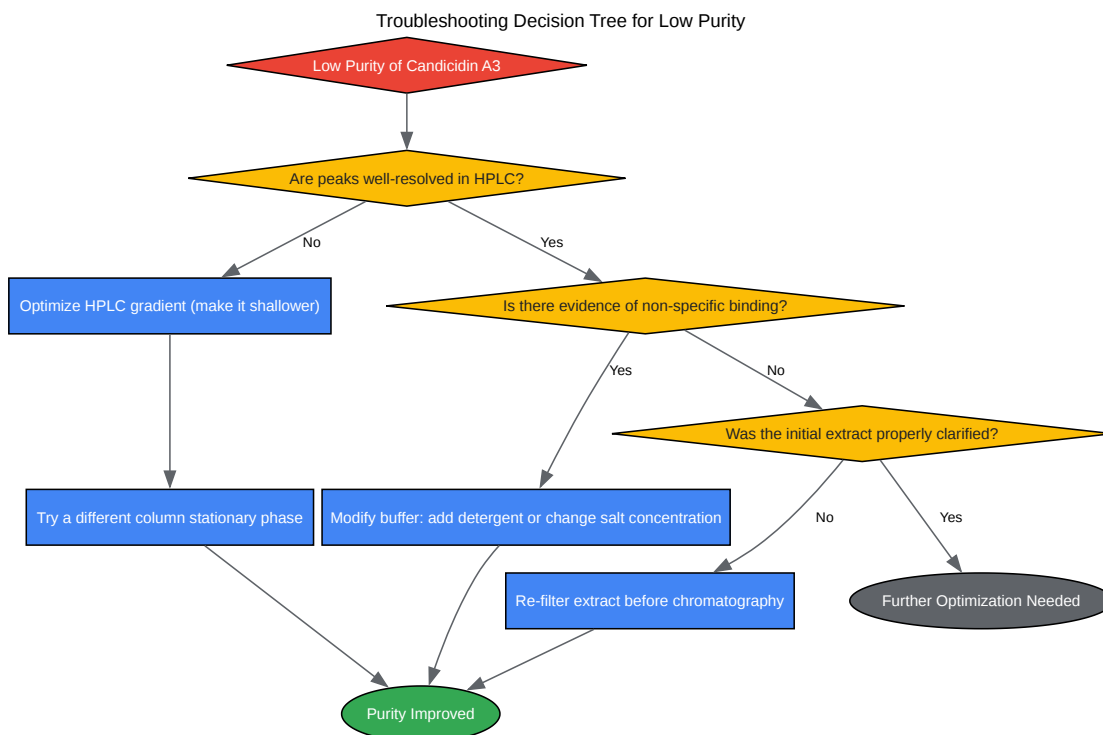 Troubleshooting Decision Tree for Low Purity
Low Purity of Candicidin A3
Are peaks well-resolved in HPLC?
No
Yes
Optimize HPLC gradient (make it shallower)
Is there evidence of non-specific binding?
Yes
No
Was the initial extract properly clarified?
Try a different column stationary phase
Modify buffer: add detergent or change salt concentration
No
Yes
Re-filter extract before chromatography
Further Optimization Needed
Purity Improved